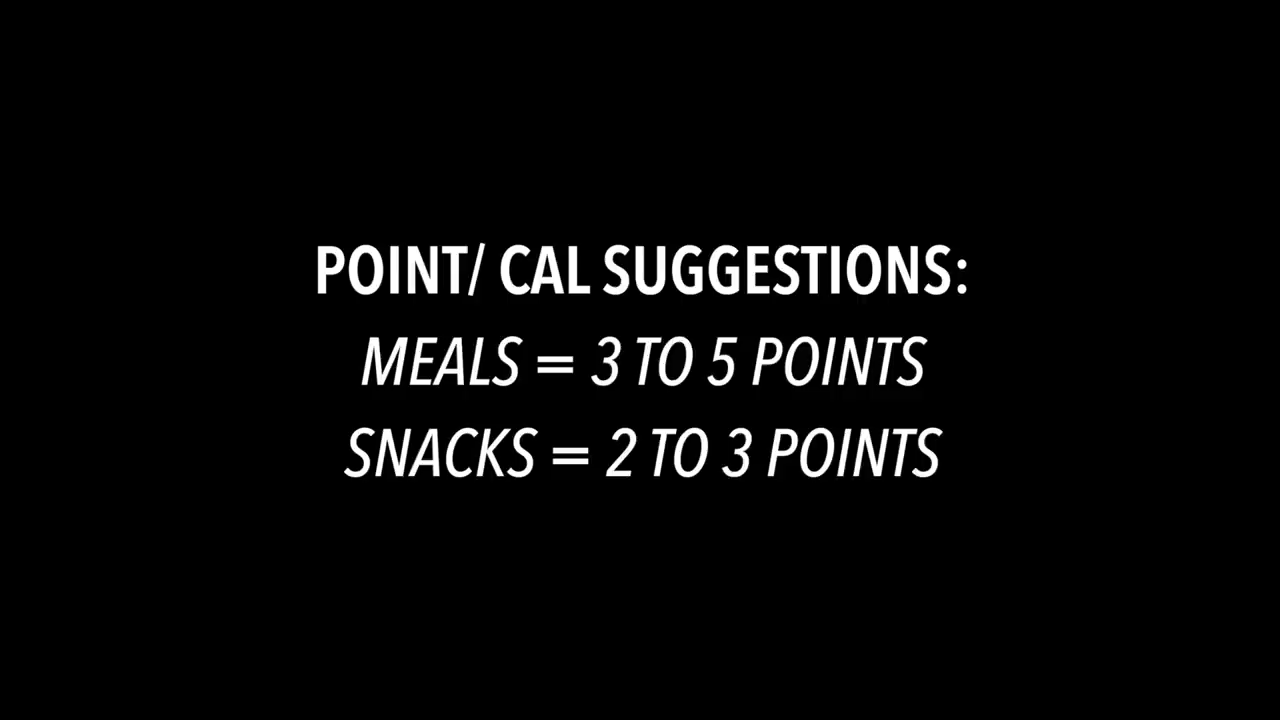 POINT/ CAL SUGGESTIONS:
MEALS = 3 TO 5 POINTS
SNACKS = 2 TO 3 POINTS